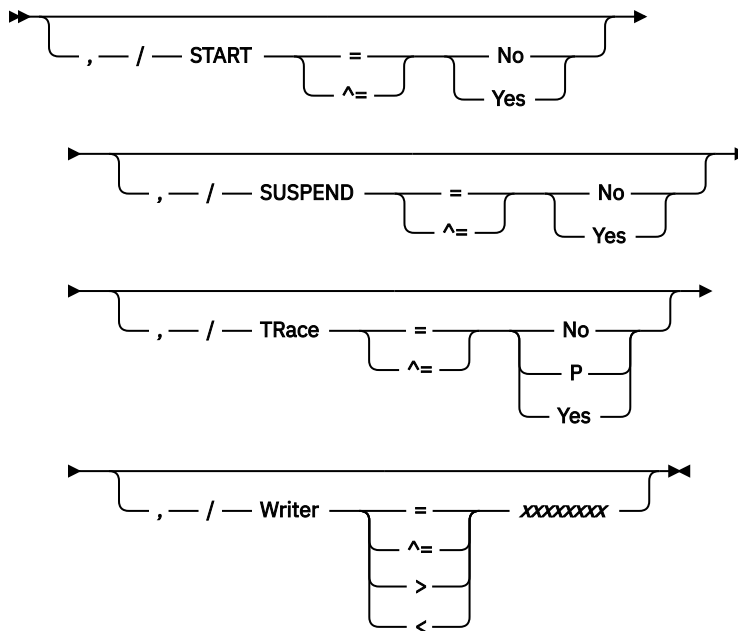 , / START = No
^= Yes
, / SUSPEND = No
^= Yes
, / TRace = No
^= P
Yes
, / Writer = xxxxxxxx
^=
>
<